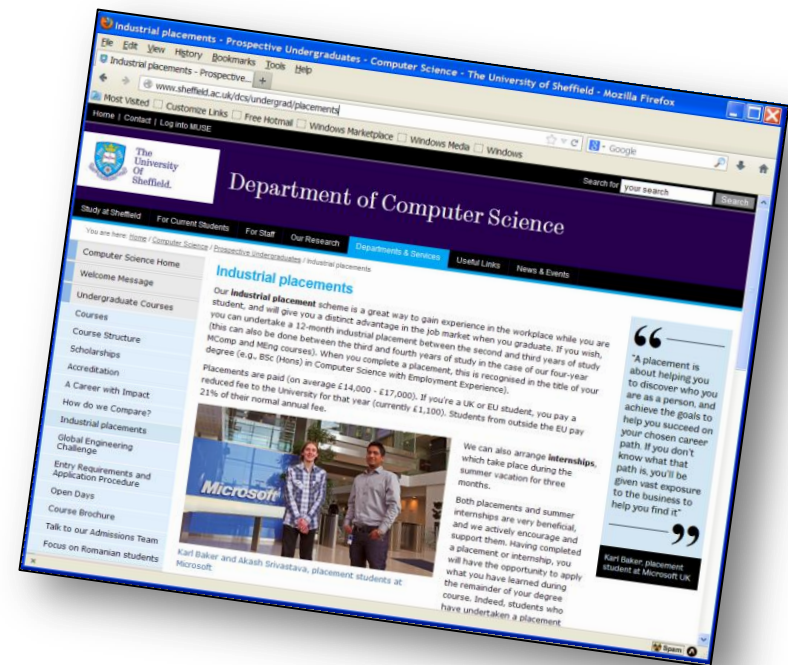 Industrial placements - Prospective Undergraduates - Computer Science - The University of Sheffield - Mozilla Firefox
File Edit View History Bookmarks Tools Help
Industrial placements - Prospective... +
www.sheffield.ac.uk/dcs/undergrad/placements
Google
Most Visited Customize Links Free Hotmail Windows Marketplace Windows Media Windows
Home | Contact | Log into MUSE
Search for your search Search
The
University
Of
Sheffield.
Department of Computer Science
Study at Sheffield For Current Students For Staff Our Research Departments & Services Useful Links News & Events
You are here: Home / Computer Science / Prospective Undergraduates / Industrial placements
Computer Science Home
Welcome Message
Undergraduate Courses
Courses
Course Structure
Scholarships
Accreditation
A Career with Impact
How do we Compare?
Industrial placements
Global Engineering
Challenge
Entry Requirements and
Application Procedure
Open Days
Course Brochure
Talk to our Admissions Team
Focus on Romanian students
Industrial placements
Our industrial placement scheme is a great way to gain experience in the workplace while you are
student, and will give you a distinct advantage in the job market when you graduate. If you wish,
you can undertake a 12-month industrial placement between the second and third years of study
(this can also be done between the third and fourth years of study in the case of our four-year
MComp and MEng courses). When you complete a placement, this is recognised in the title of your
degree (e.g., BSc (Hons) in Computer Science with Employment Experience).
Placements are paid (on average £14,000 - £17,000). If you're a UK or EU student, you pay a
reduced fee to the University for that year (currently £1,100). Students from outside the EU pay
21% of their normal annual fee.
Microsoft
Karl Baker and Akash Srivastava, placement students at
Microsoft
We can also arrange internships,
which take place during the
summer vacation for three
months.
Both placements and summer
internships are very beneficial,
and we actively encourage and
support them. Having completed
a placement or internship, you
will have the opportunity to apply
what you have learned during
the remainder of your degree
course. Indeed, students who
have undertaken a placement
“
"A placement is
about helping you
to discover who you
are as a person, and
achieve the goals to
help you succeed on
your chosen career
path. If you don't
know what that
path is, you'll be
given vast exposure
to the business to
help you find it"
”
Karl Baker, placement
student at Microsoft UK
× Spam